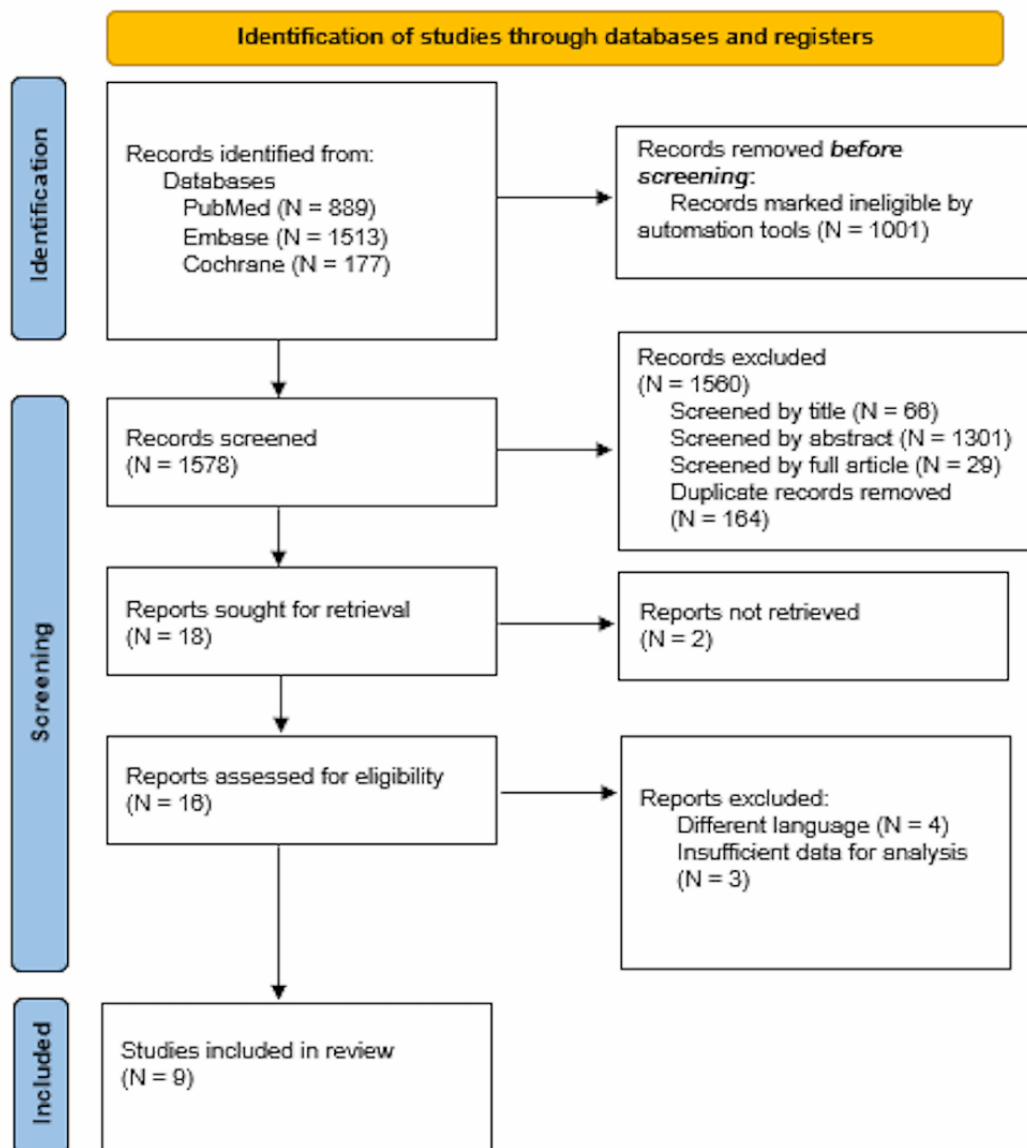 Identification of studies through databases and registers
Identification
Records identified from:
Databases
PubMed (N = 889)
Embase (N = 1513)
Cochrane (N = 177)
Records removed before
screening:
Records marked ineligible by
automation tools (N = 1001)
Screening
Records screened
(N = 1578)
Records excluded
(N = 1560)
Screened by title (N = 66)
Screened by abstract (N = 1301)
Screened by full article (N = 29)
Duplicate records removed
(N = 164)
Reports sought for retrieval
(N = 18)
Reports not retrieved
(N = 2)
Reports assessed for eligibility
(N = 16)
Reports excluded:
Different language (N = 4)
Insufficient data for analysis
(N = 3)
Included
Studies included in review
(N = 9)